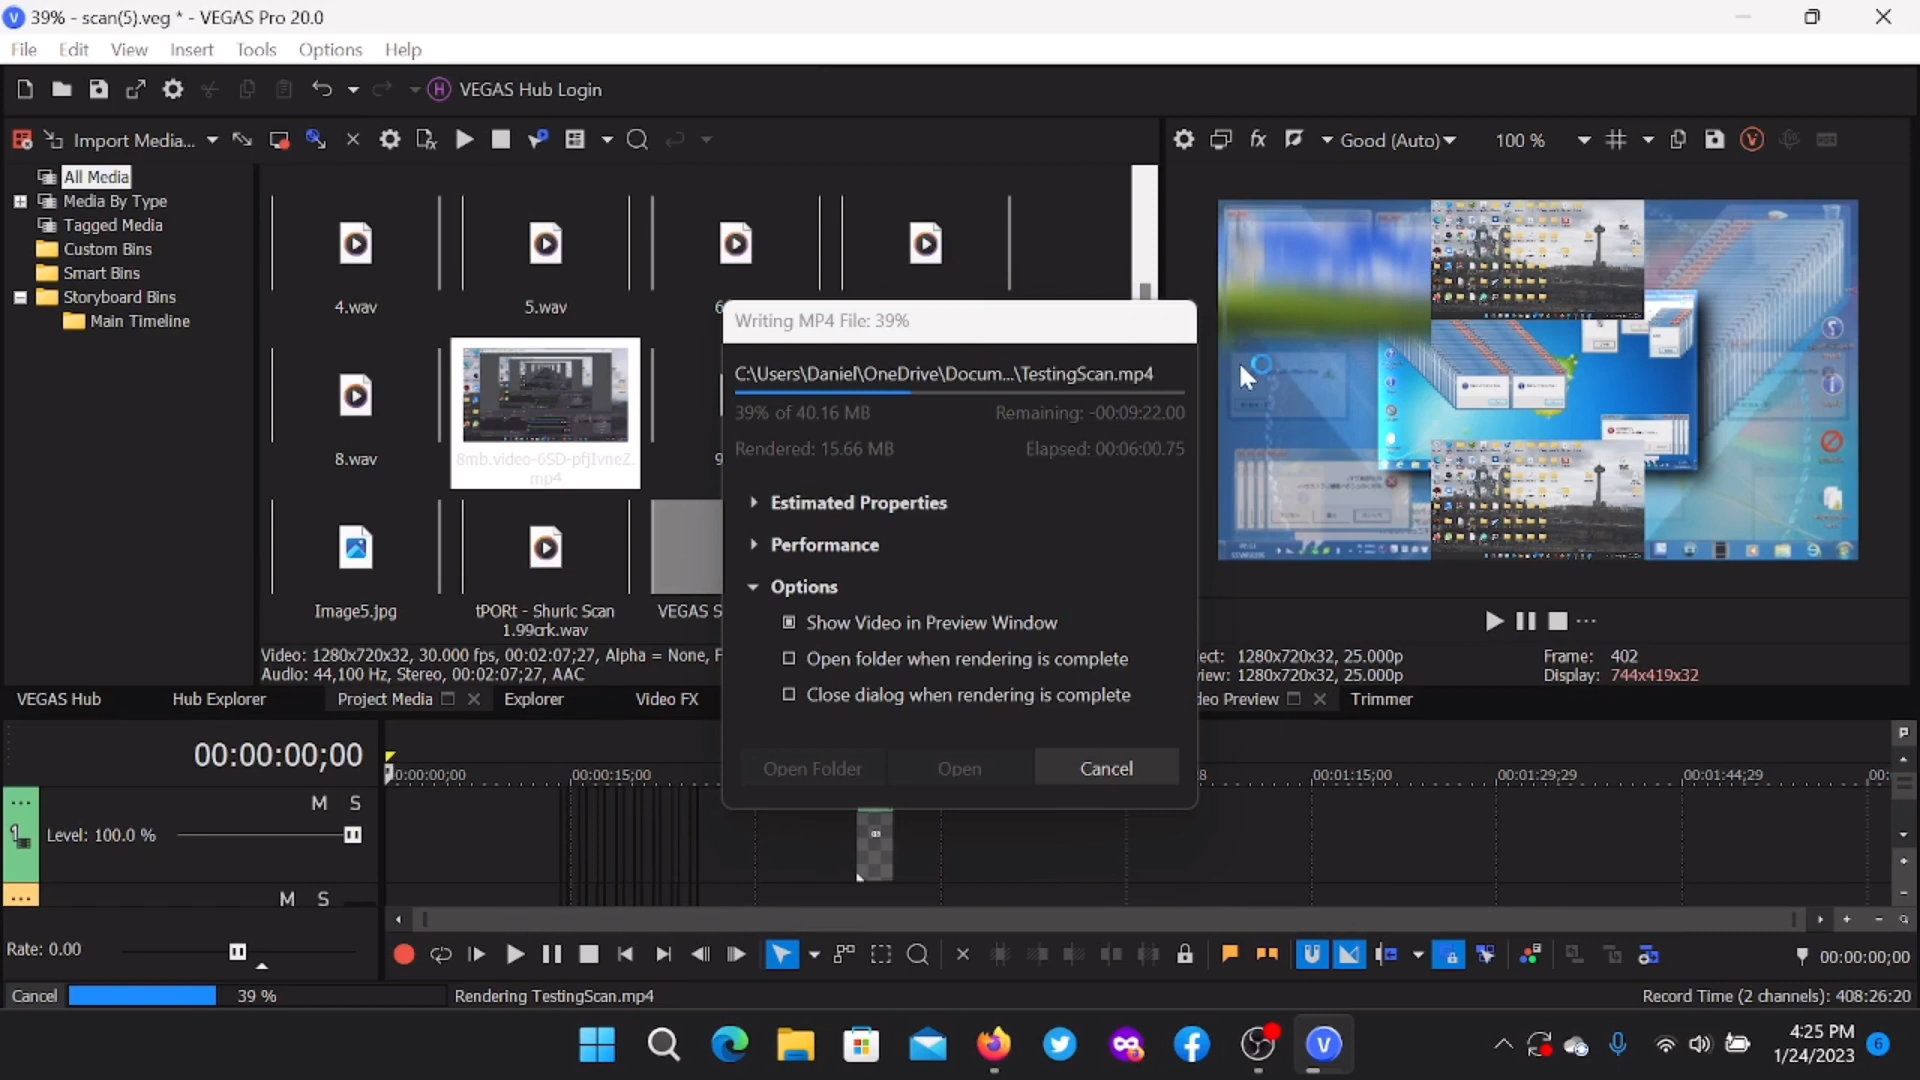 39% - scan(5).veg * - VEGAS Pro 20.0
File Edit View Insert Tools Options Help
VEGAS Hub Login
Import Media...
Good (Auto)
100 %
All Media
Media By Type
Tagged Media
Custom Bins
Smart Bins
Storyboard Bins
Main Timeline
4.wav
5.wav
8.wav
8mb.video-6SD-pfjIvneZ.
mp4
Image5.jpg
tPORt - Shuric Scan
1.99crk.wav
VEGAS S
Video: 1280x720x32, 30.000 fps, 00:02:07;27, Alpha = None, F
Audio: 44,100 Hz, Stereo, 00:02:07;27, AAC
Writing MP4 File: 39%
C:\Users\Daniel\OneDrive\Docum...\TestingScan.mp4
39% of 40.16 MB
Remaining: -00:09:22.00
Rendered: 15.66 MB
Elapsed: 00:06:00.75
Estimated Properties
Performance
Options
Show Video in Preview Window
Open folder when rendering is complete
Close dialog when rendering is complete
Open Folder
Open
Cancel
ect: 1280x720x32, 25.000p
iew: 1280x720x32, 25.000p
Frame: 402
Display: 744x419x32
VEGAS Hub
Hub Explorer
Project Media
Explorer
Video FX
deo Preview
Trimmer
00:00:00;00
0:00:00;00
00:00:15;00
00:01:15;00
00:01:29;29
00:01:44;29
00:
M S
Level: 100.0 %
M S
Rate: 0.00
00:00:00;00
Cancel
39 %
Rendering TestingScan.mp4
Record Time (2 channels): 408:26:20
4:25 PM
1/24/2023
6